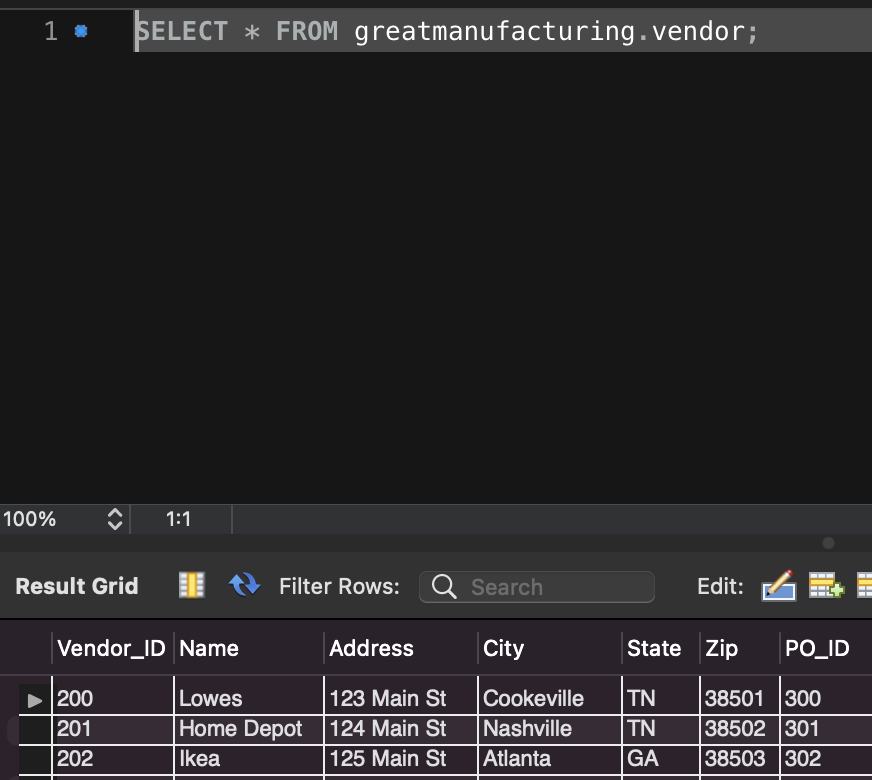 1 SELECT * FROM greatmanufacturing.vendor;
100% 1:1
Result Grid Filter Rows: Search Edit:
Vendor_ID Name Address City State Zip PO_ID
200 Lowes 123 Main St Cookeville TN 38501 300
201 Home Depot 124 Main St Nashville TN 38502 301
202 Ikea 125 Main St Atlanta GA 38503 302